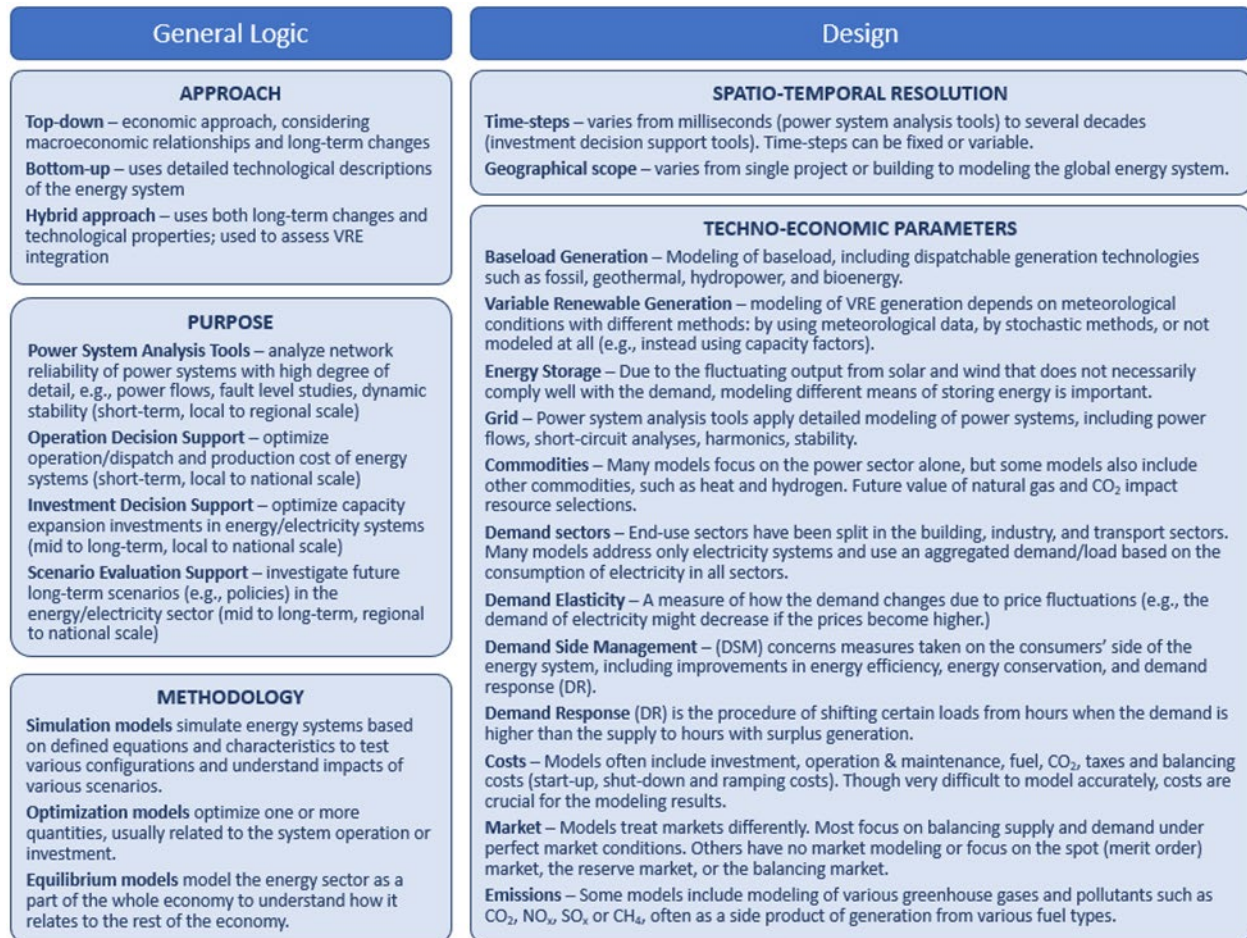 General Logic
APPROACH
Top-down – economic approach, considering
macroeconomic relationships and long-term changes
Bottom-up – uses detailed technological descriptions
of the energy system
Hybrid approach – uses both long-term changes and
technological properties; used to assess VRE
integration
PURPOSE
Power System Analysis Tools – analyze network
reliability of power systems with high degree of
detail, e.g., power flows, fault level studies, dynamic
stability (short-term, local to regional scale)
Operation Decision Support – optimize
operation/dispatch and production cost of energy
systems (short-term, local to national scale)
Investment Decision Support – optimize capacity
expansion investments in energy/electricity systems
(mid to long-term, local to national scale)
Scenario Evaluation Support – investigate future
long-term scenarios (e.g., policies) in the
energy/electricity sector (mid to long-term, regional
to national scale)
METHODOLOGY
Simulation models simulate energy systems based
on defined equations and characteristics to test
various configurations and understand impacts of
various scenarios.
Optimization models optimize one or more
quantities, usually related to the system operation or
investment.
Equilibrium models model the energy sector as a
part of the whole economy to understand how it
relates to the rest of the economy.
Design
SPATIO-TEMPORAL RESOLUTION
Time-steps – varies from milliseconds (power system analysis tools) to several decades
(investment decision support tools). Time-steps can be fixed or variable.
Geographical scope – varies from single project or building to modeling the global energy system.
TECHNO-ECONOMIC PARAMETERS
Baseload Generation – Modeling of baseload, including dispatchable generation technologies
such as fossil, geothermal, hydropower, and bioenergy.
Variable Renewable Generation – modeling of VRE generation depends on meteorological
conditions with different methods: by using meteorological data, by stochastic methods, or not
modeled at all (e.g., instead using capacity factors).
Energy Storage – Due to the fluctuating output from solar and wind that does not necessarily
comply well with the demand, modeling different means of storing energy is important.
Grid – Power system analysis tools apply detailed modeling of power systems, including power
flows, short-circuit analyses, harmonics, stability.
Commodities – Many models focus on the power sector alone, but some models also include
other commodities, such as heat and hydrogen. Future value of natural gas and CO₂ impact
resource selections.
Demand sectors – End-use sectors have been split in the building, industry, and transport sectors.
Many models address only electricity systems and use an aggregated demand/load based on the
consumption of electricity in all sectors.
Demand Elasticity – A measure of how the demand changes due to price fluctuations (e.g., the
demand of electricity might decrease if the prices become higher.)
Demand Side Management – (DSM) concerns measures taken on the consumers' side of the
energy system, including improvements in energy efficiency, energy conservation, and demand
response (DR).
Demand Response (DR) is the procedure of shifting certain loads from hours when the demand is
higher than the supply to hours with surplus generation.
Costs – Models often include investment, operation & maintenance, fuel, CO₂, taxes and balancing
costs (start-up, shut-down and ramping costs). Though very difficult to model accurately, costs are
crucial for the modeling results.
Market – Models treat markets differently. Most focus on balancing supply and demand under
perfect market conditions. Others have no market modeling or focus on the spot (merit order)
market, the reserve market, or the balancing market.
Emissions – Some models include modeling of various greenhouse gases and pollutants such as
CO₂, NOₓ, SOₓ or CH₄, often as a side product of generation from various fuel types.